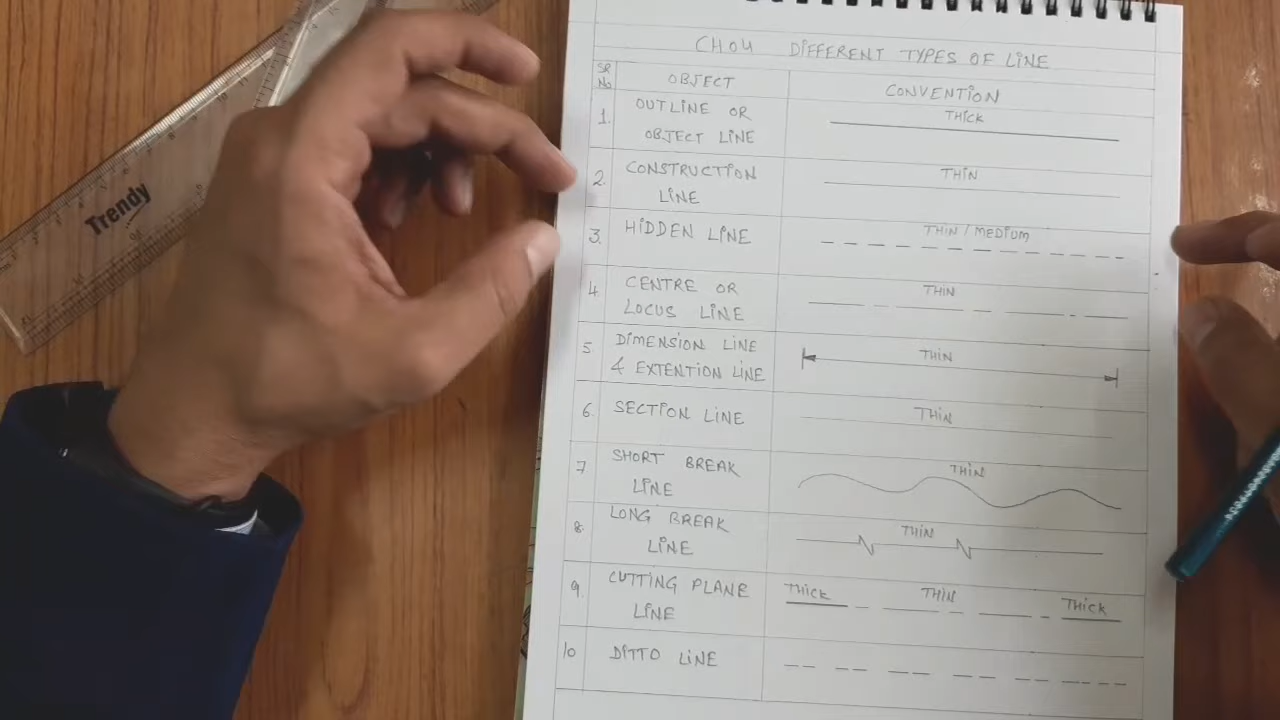 Trendy
CH04 DIFFERENT TYPES OF LINE
SR No
OBJECT
CONVENTION
1. OUTLINE OR
OBJECT LINE
THICK
2. CONSTRUCTION
LINE
THIN
3. HIDDEN LINE
THIN / MEDIUM
4. CENTRE OR
LOCUS LINE
THIN
5. DIMENSION LINE
& EXTENTION LINE
THIN
6. SECTION LINE
THIN
7 SHORT BREAK
LINE
THIN
8. LONG BREAK
LINE
THIN
9. CUTTING PLANE
LINE
THICK THIN THICK
10 DITTO LINE